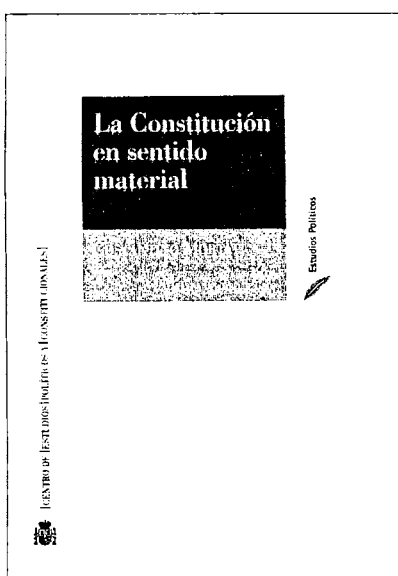 La Constitución
en sentido
material
Estudios Políticos
|CENTRO DE |ESTUDIOS|POLÍTICOS Y|CONSTITUCIONALES|